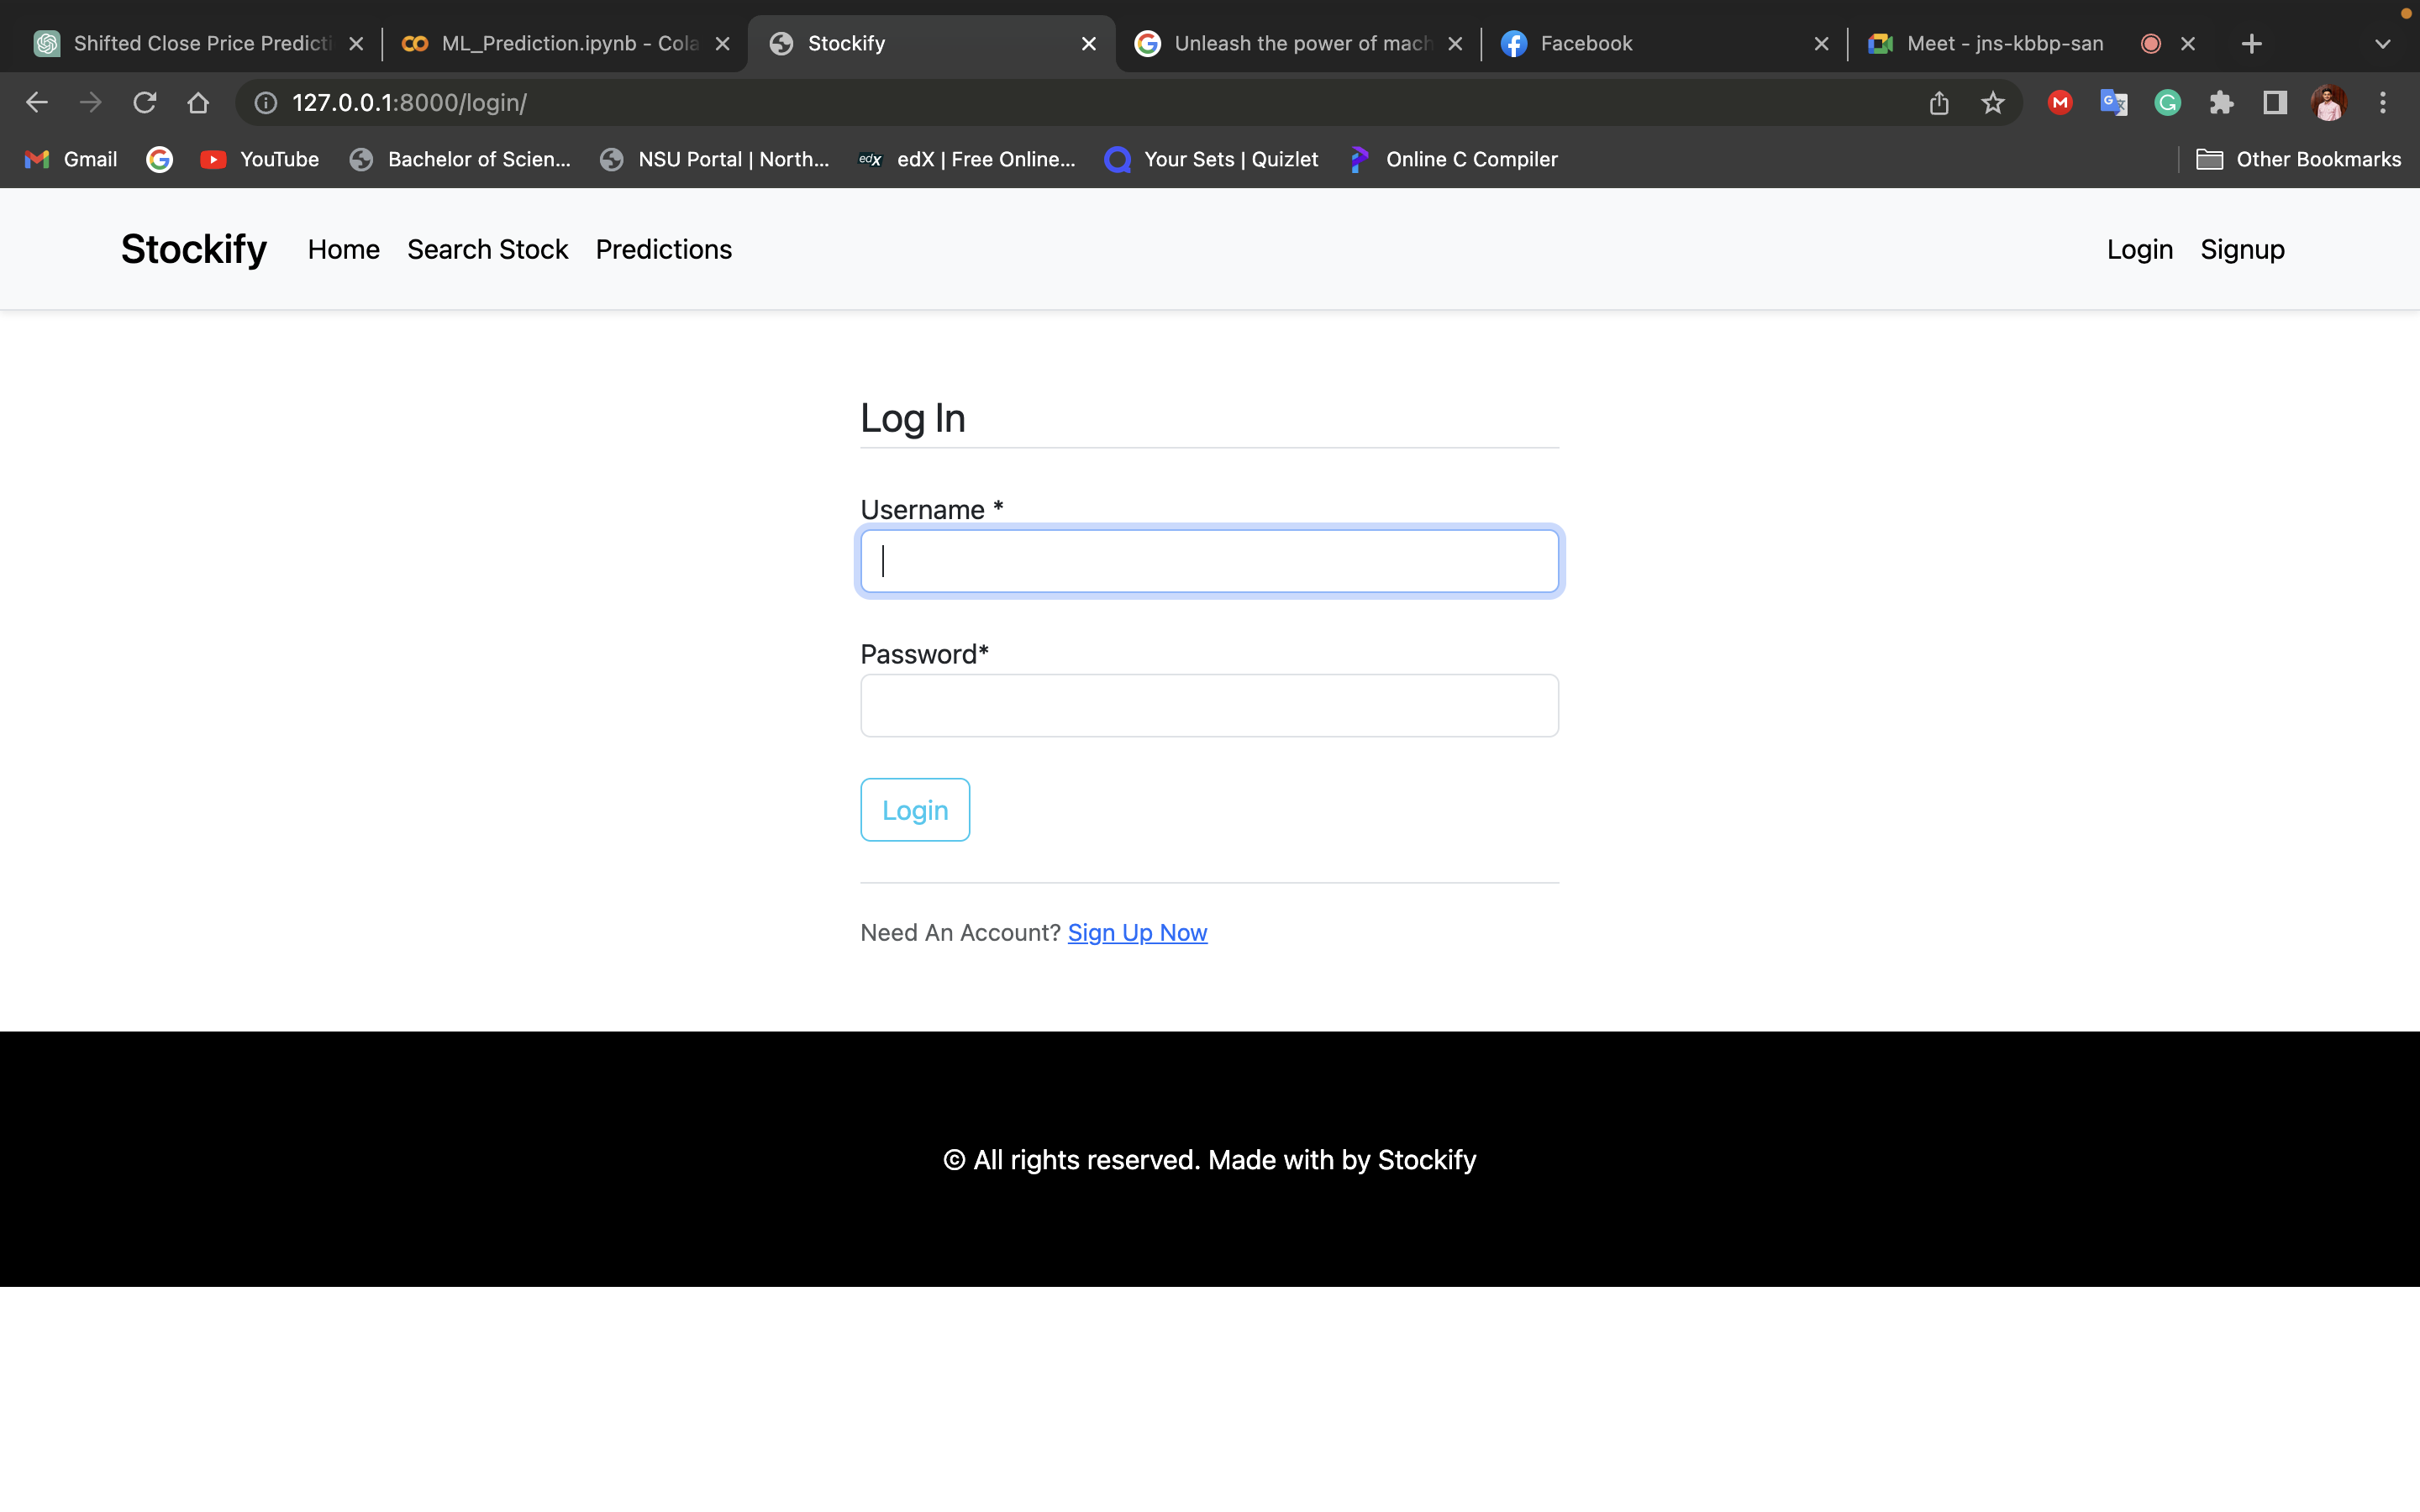 Shifted Close Price Predicti
ML_Prediction.ipynb - Cola
Stockify
Unleash the power of mach
Facebook
Meet - jns-kbbp-san
127.0.0.1:8000/login/
Gmail
YouTube
Bachelor of Scien...
NSU Portal | North...
edX | Free Online...
Your Sets | Quizlet
Online C Compiler
Other Bookmarks
Stockify
Home
Search Stock
Predictions
Login
Signup
Log In
Username *
Password*
Login
Need An Account? Sign Up Now
© All rights reserved. Made with by Stockify